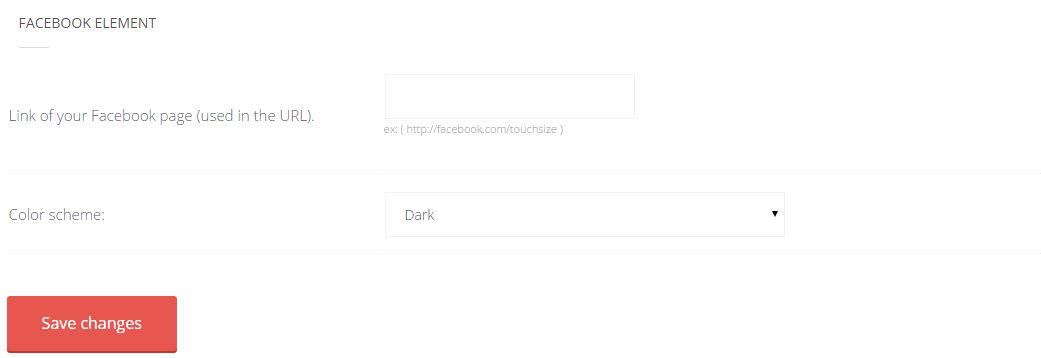 FACEBOOK ELEMENT
Link of your Facebook page (used in the URL).
ex: ( http://facebook.com/touchsize )
Color scheme:
Dark
Save changes